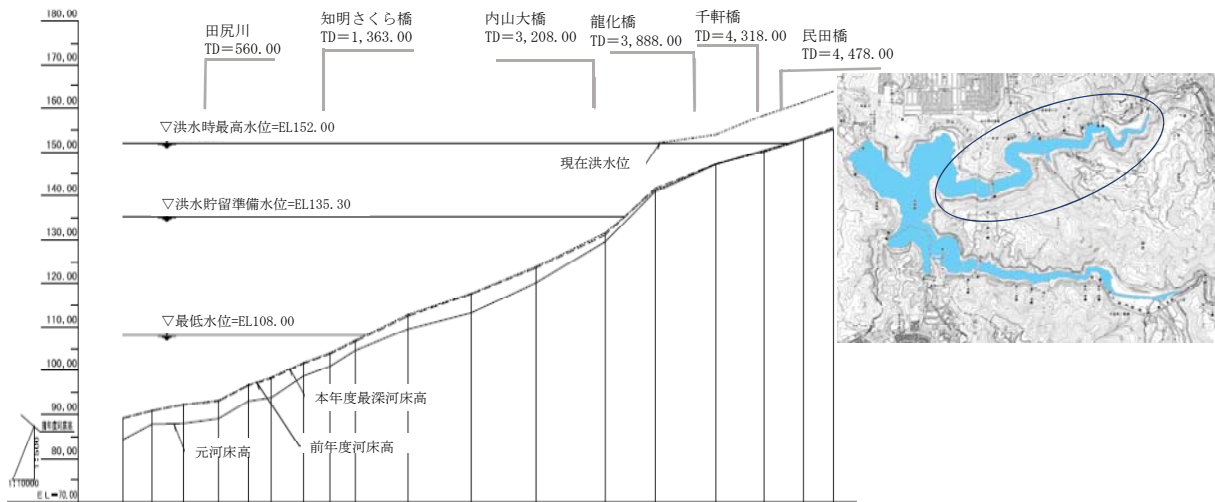 180.00
170.00
160.00
150.00
140.00
130.00
120.00
110.00
100.00
90.00
80.00
EL=70.00
田尻川
TD=560.00
知明さくら橋
TD=1,363.00
内山大橋
TD=3,208.00
龍化橋
TD=3,888.00
千軒橋
TD=4,318.00
民田橋
TD=4,478.00
▽洪水時最高水位=EL152.00
現在洪水位
▽洪水貯留準備水位=EL135.30
▽最低水位=EL108.00
本年度最深河床高
前年度河床高
元河床高